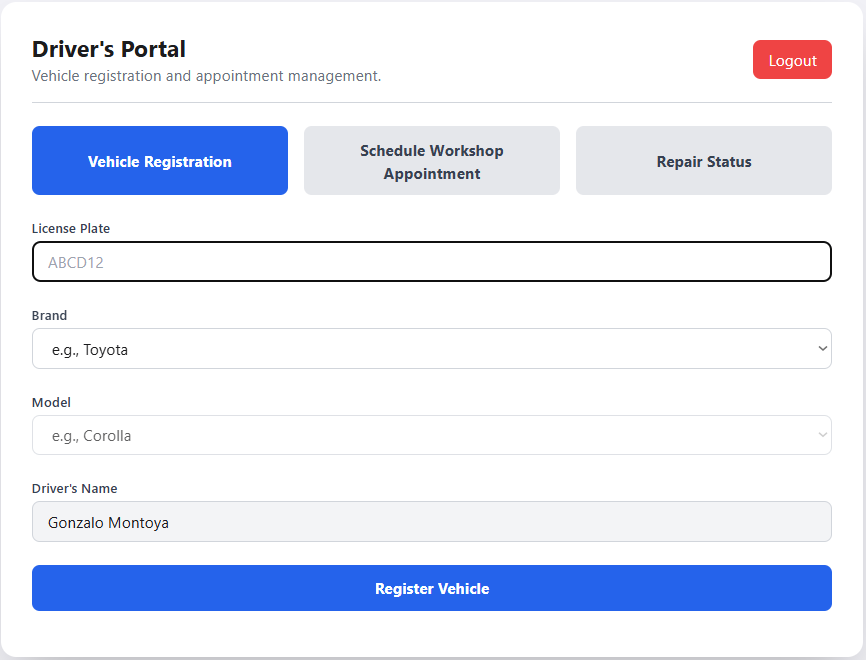 Driver's Portal
Vehicle registration and appointment management.
Logout
Vehicle Registration
Schedule Workshop
Appointment
Repair Status
License Plate
ABCD12
Brand
e.g., Toyota
Model
e.g., Corolla
Driver's Name
Gonzalo Montoya
Register Vehicle